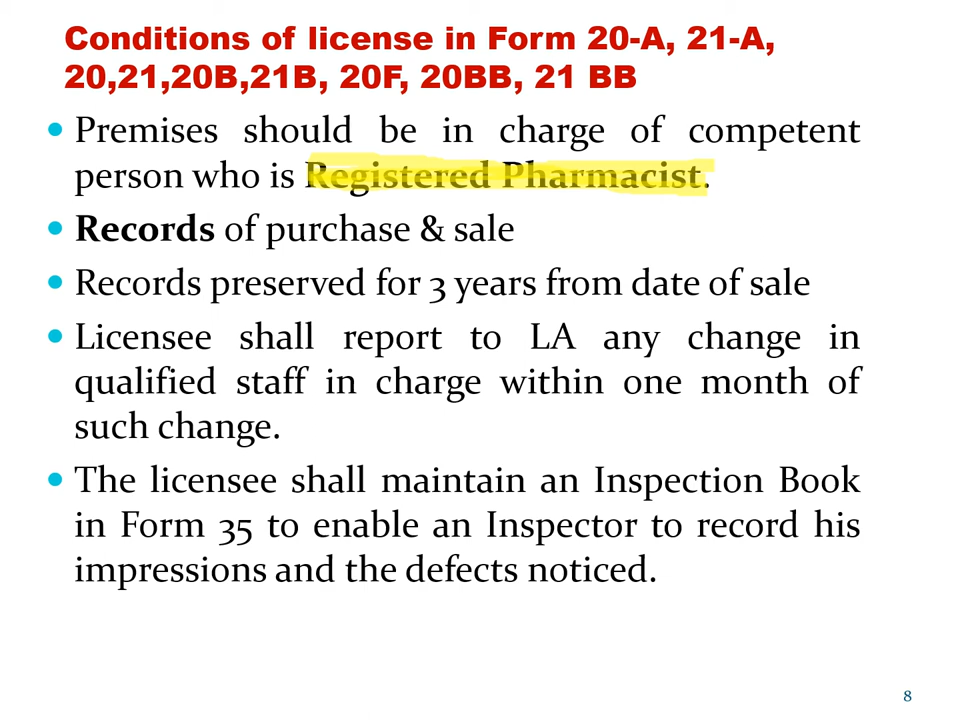 Conditions of license in Form 20-A, 21-A,
20,21,20B,21B, 20F, 20BB, 21 BB
• Premises should be in charge of competent
person who is Registered Pharmacist.
• Records of purchase & sale
• Records preserved for 3 years from date of sale
• Licensee shall report to LA any change in
qualified staff in charge within one month of
such change.
• The licensee shall maintain an Inspection Book
in Form 35 to enable an Inspector to record his
impressions and the defects noticed.
8